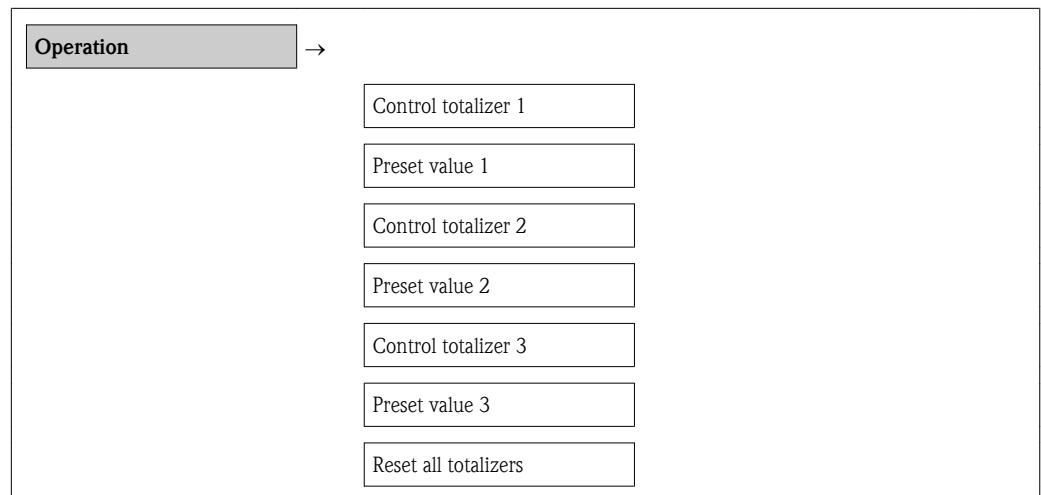 Operation →
Control totalizer 1
Preset value 1
Control totalizer 2
Preset value 2
Control totalizer 3
Preset value 3
Reset all totalizers